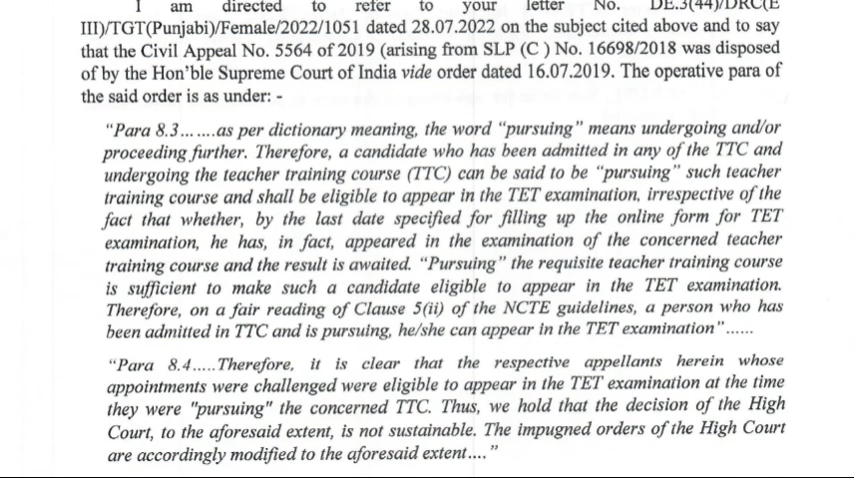 I am directed to refer to your letter No. DE.3(44)/DRC(E
III)/TGT(Punjabi)/Female/2022/1051 dated 28.07.2022 on the subject cited above and to say
that the Civil Appeal No. 5564 of 2019 (arising from SLP (C ) No. 16698/2018 was disposed
of by the Hon'ble Supreme Court of India vide order dated 16.07.2019. The operative para of
the said order is as under: -
"Para 8.3.......as per dictionary meaning, the word "pursuing" means undergoing and/or
proceeding further. Therefore, a candidate who has been admitted in any of the TTC and
undergoing the teacher training course (TTC) can be said to be "pursuing" such teacher
training course and shall be eligible to appear in the TET examination, irrespective of the
fact that whether, by the last date specified for filling up the online form for TET
examination, he has, in fact, appeared in the examination of the concerned teacher
training course and the result is awaited. "Pursuing" the requisite teacher training course
is sufficient to make such a candidate eligible to appear in the TET examination.
Therefore, on a fair reading of Clause 5(ii) of the NCTE guidelines, a person who has
been admitted in TTC and is pursuing, he/she can appear in the TET examination"......
"Para 8.4.....Therefore, it is clear that the respective appellants herein whose
appointments were challenged were eligible to appear in the TET examination at the time
they were "pursuing" the concerned TTC. Thus, we hold that the decision of the High
Court, to the aforesaid extent, is not sustainable. The impugned orders of the High Court
are accordingly modified to the aforesaid extent...."